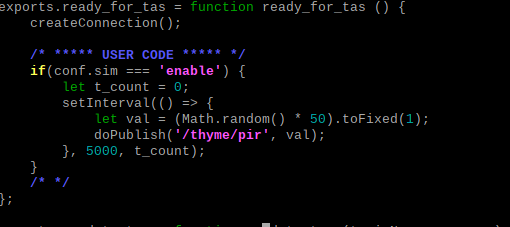 exports.ready_for_tas = function ready_for_tas () {
    createConnection();

    /* ***** USER CODE ***** */
    if(conf.sim === 'enable') {
        let t_count = 0;
        setInterval(() => {
            let val = (Math.random() * 50).toFixed(1);
            doPublish('/thyme/pir', val);
        }, 5000, t_count);
    }
    /* */
};